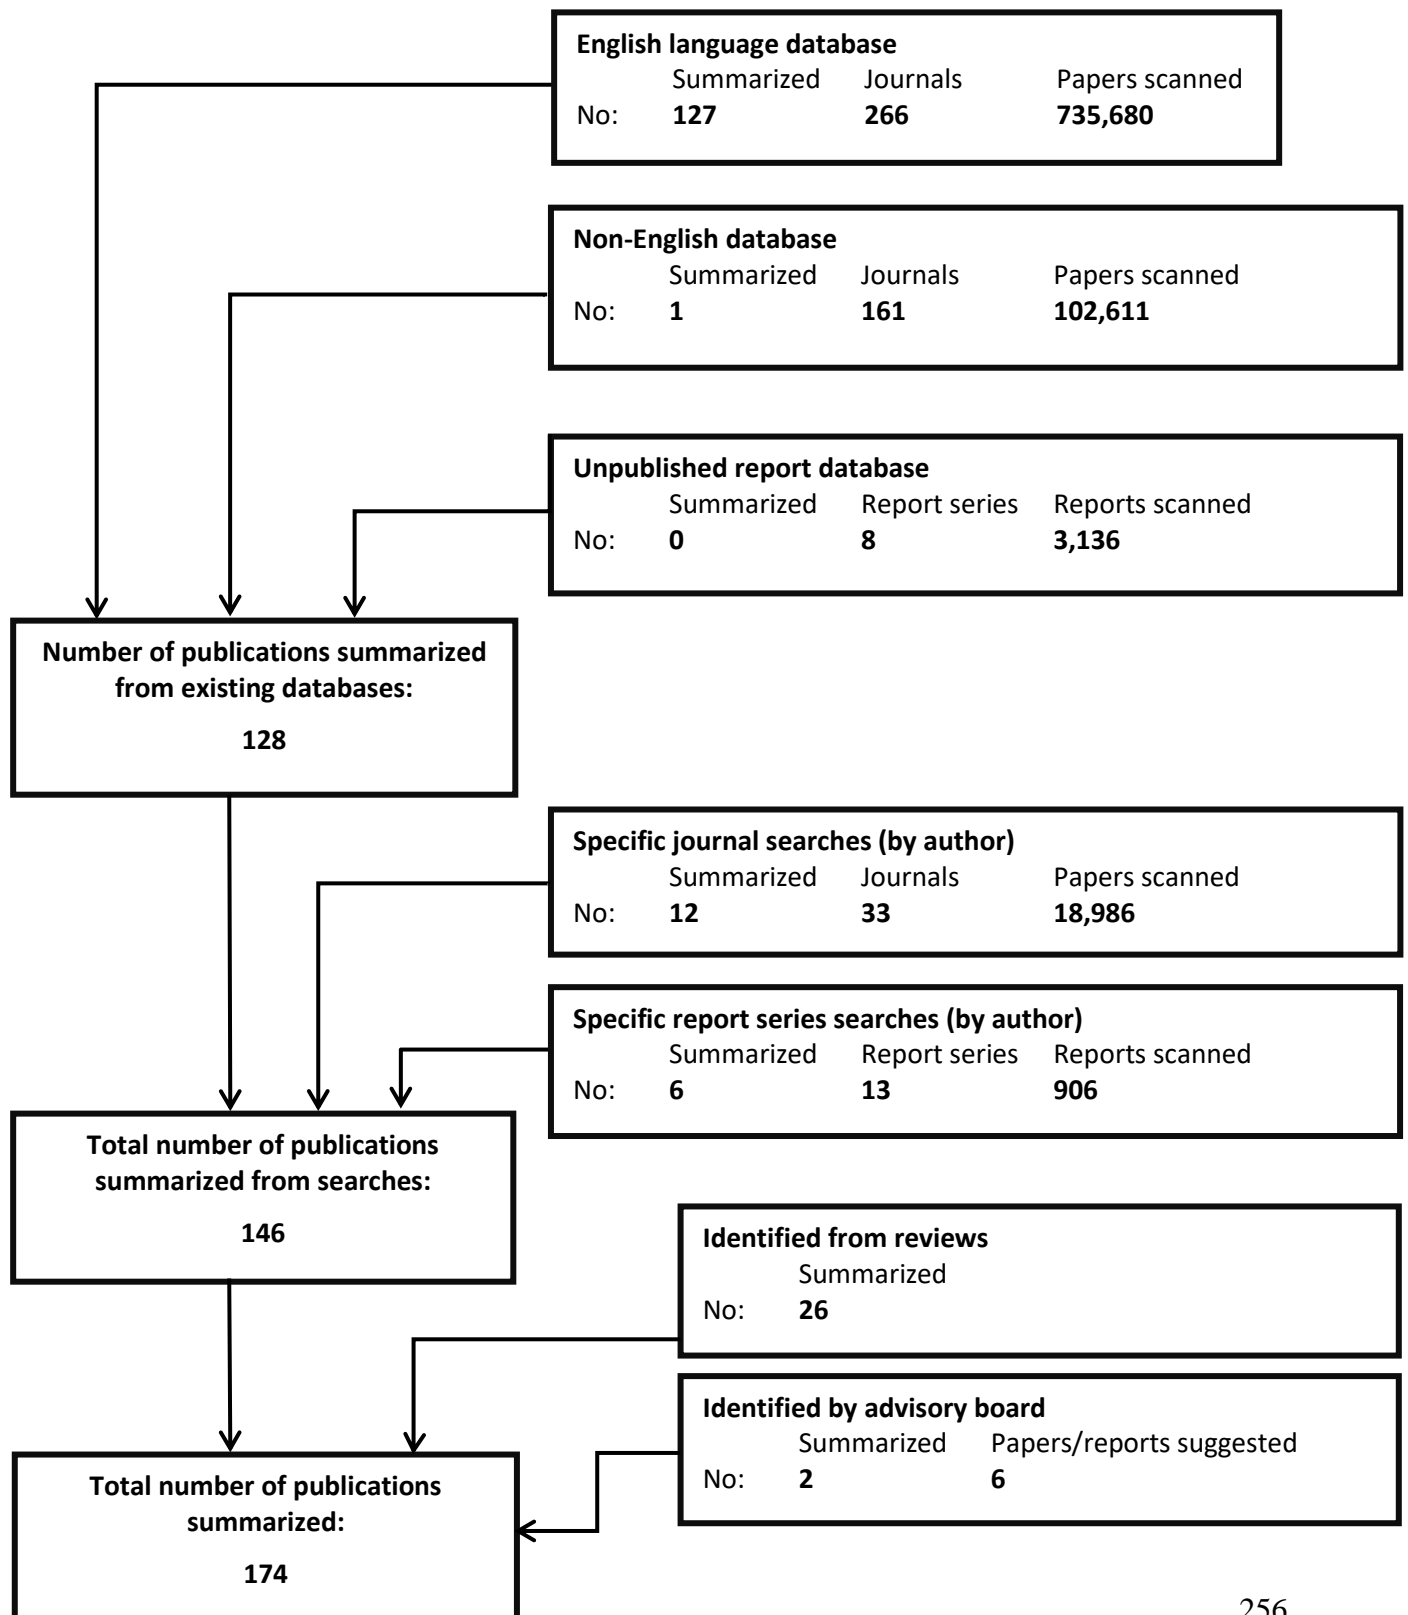 English language database
Summarized Journals Papers scanned
No: 127 266 735,680
Non-English database
Summarized Journals Papers scanned
No: 1 161 102,611
Unpublished report database
Summarized Report series Reports scanned
No: 0 8 3,136
Number of publications summarized
from existing databases:
128
Specific journal searches (by author)
Summarized Journals Papers scanned
No: 12 33 18,986
Specific report series searches (by author)
Summarized Report series Reports scanned
No: 6 13 906
Total number of publications
summarized from searches:
146
Identified from reviews
Summarized
No: 26
Identified by advisory board
Summarized Papers/reports suggested
No: 2 6
Total number of publications
summarized:
174
256